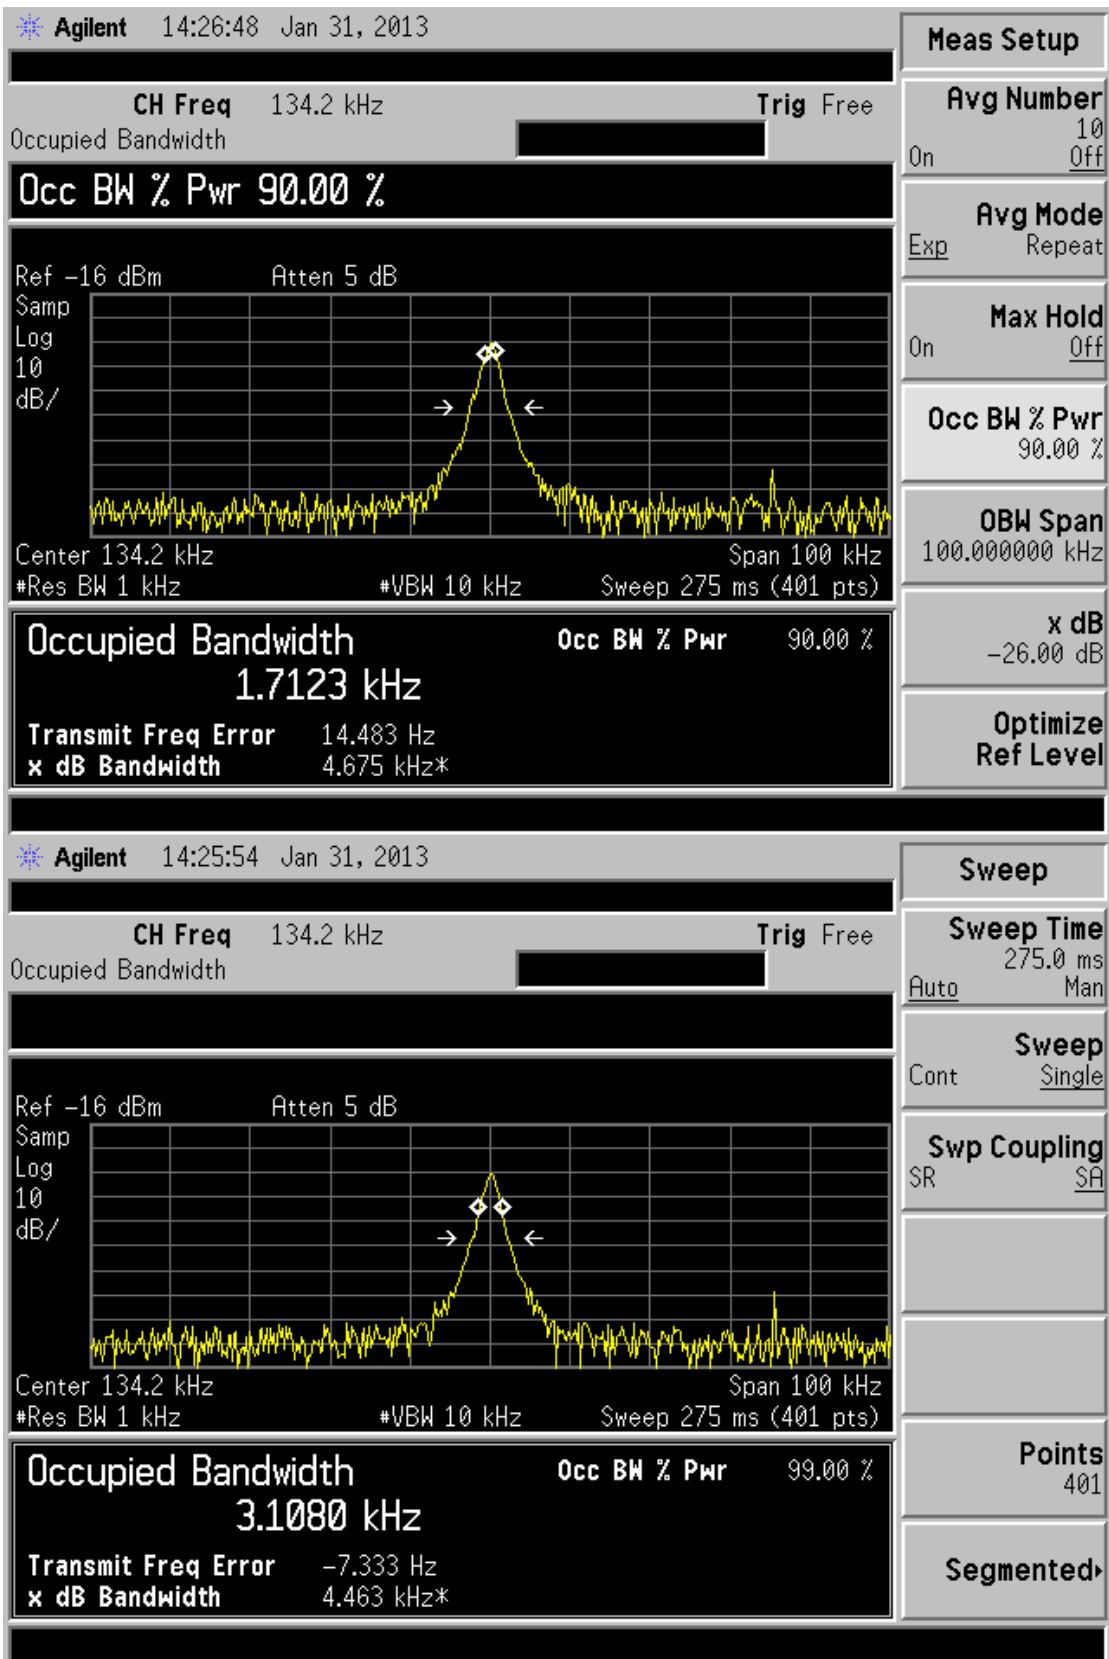 Agilent 14:26:48 Jan 31, 2013
Meas Setup
CH Freq 134.2 kHz Trig Free
Occupied Bandwidth
Occ BW % Pwr 90.00 %
Ref -16 dBm Atten 5 dB
Samp
Log
10
dB/
Center 134.2 kHz Span 100 kHz
#Res BW 1 kHz #VBW 10 kHz Sweep 275 ms (401 pts)
Occupied Bandwidth Occ BW % Pwr 90.00 %
1.7123 kHz
Transmit Freq Error 14.483 Hz
x dB Bandwidth 4.675 kHz*
Avg Number
10
On Off
Avg Mode
Exp Repeat
Max Hold
On Off
Occ BW % Pwr
90.00 %
OBW Span
100.000000 kHz
x dB
-26.00 dB
Optimize
Ref Level
Agilent 14:25:54 Jan 31, 2013
Sweep
CH Freq 134.2 kHz Trig Free
Occupied Bandwidth
Ref -16 dBm Atten 5 dB
Samp
Log
10
dB/
Center 134.2 kHz Span 100 kHz
#Res BW 1 kHz #VBW 10 kHz Sweep 275 ms (401 pts)
Occupied Bandwidth Occ BW % Pwr 99.00 %
3.1080 kHz
Transmit Freq Error -7.333 Hz
x dB Bandwidth 4.463 kHz*
Sweep Time
275.0 ms
Auto Man
Sweep
Cont Single
Swp Coupling
SR SA
Points
401
Segmented